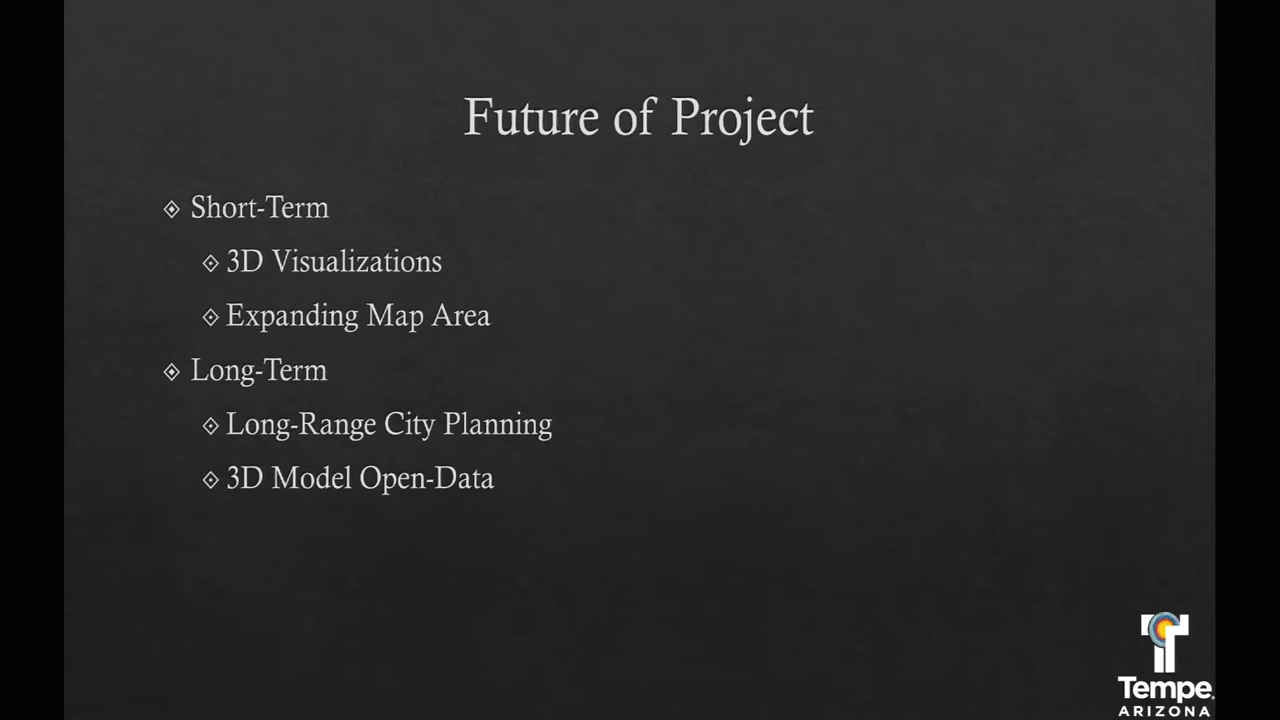 Future of Project
Short-Term
3D Visualizations
Expanding Map Area
Long-Term
Long-Range City Planning
3D Model Open-Data
Tempe.
ARIZONA